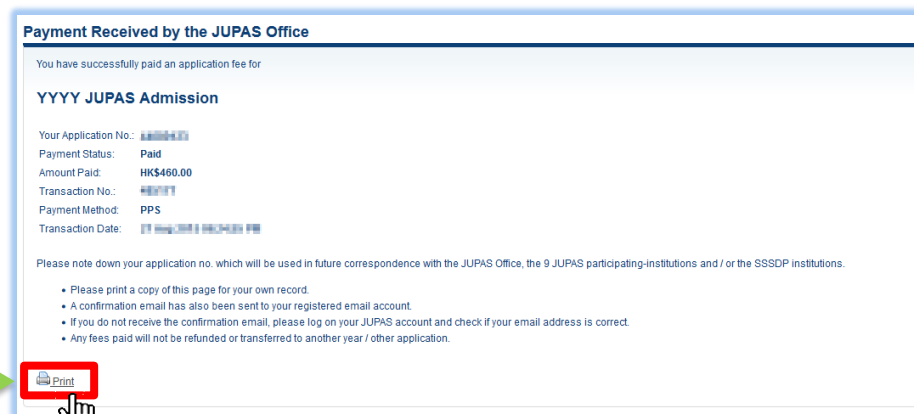 Payment Received by the JUPAS Office
You have successfully paid an application fee for
YYYY JUPAS Admission
Your Application No.:
Payment Status: Paid
Amount Paid: HK$460.00
Transaction No.:
Payment Method: PPS
Transaction Date:
Please note down your application no. which will be used in future correspondence with the JUPAS Office, the 9 JUPAS participating-institutions and / or the SSSDP institutions.
• Please print a copy of this page for your own record.
• A confirmation email has also been sent to your registered email account.
• If you do not receive the confirmation email, please log on your JUPAS account and check if your email address is correct.
• Any fees paid will not be refunded or transferred to another year / other application.
Print